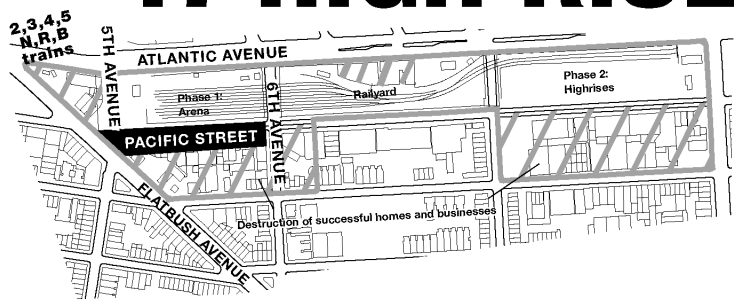 2,3,4,5
N,R,B
trains
5TH AVENUE
ATLANTIC AVENUE
Phase 1:
Arena
6TH AVENUE
Railyard
Phase 2:
Highrises
PACIFIC STREET
FLATBUSH AVENUE
Destruction of successful homes and businesses